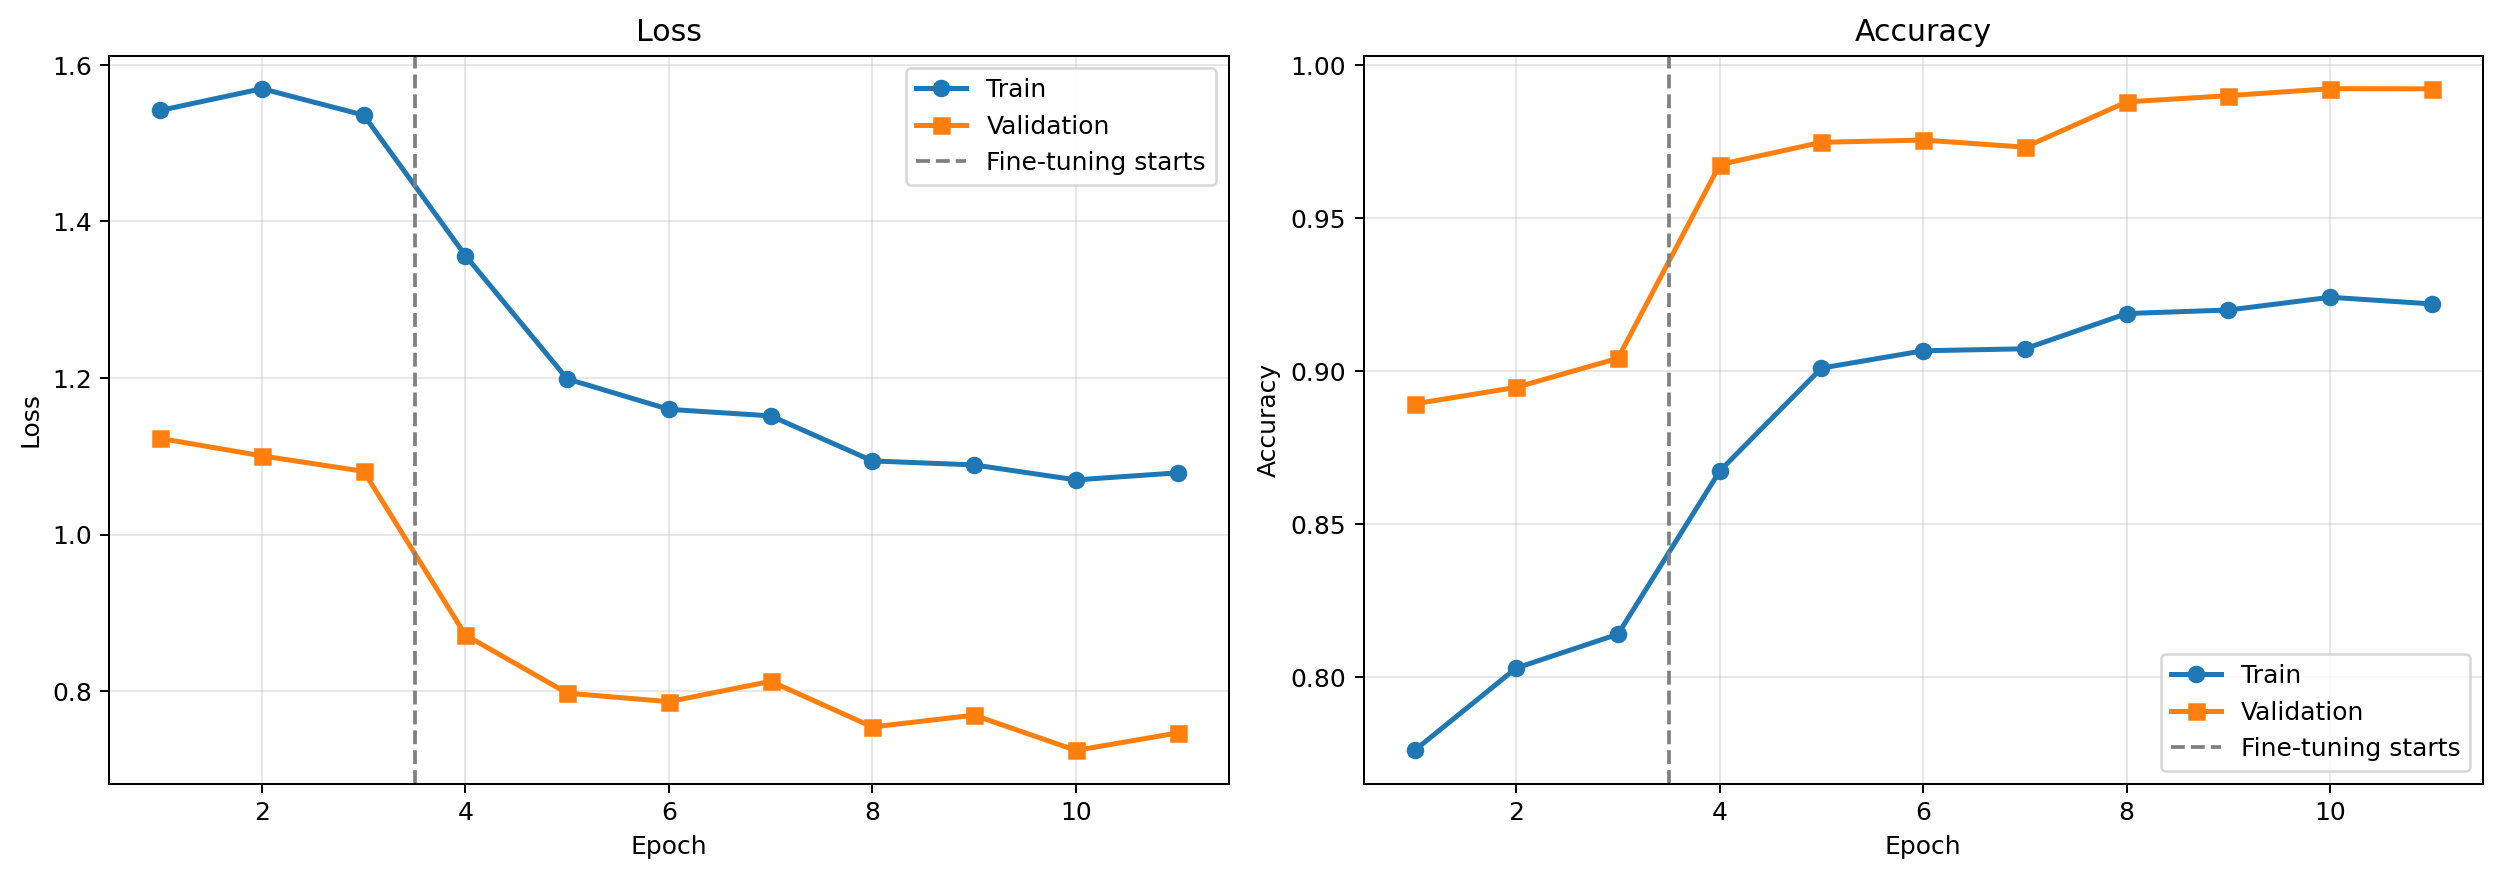 Loss
1.6
1.4
1.2
1.0
0.8
Loss
2
4
6
8
10
Epoch
Train
Validation
Fine-tuning starts
Accuracy
1.00
0.95
0.90
0.85
0.80
Accuracy
2
4
6
8
10
Epoch
Train
Validation
Fine-tuning starts